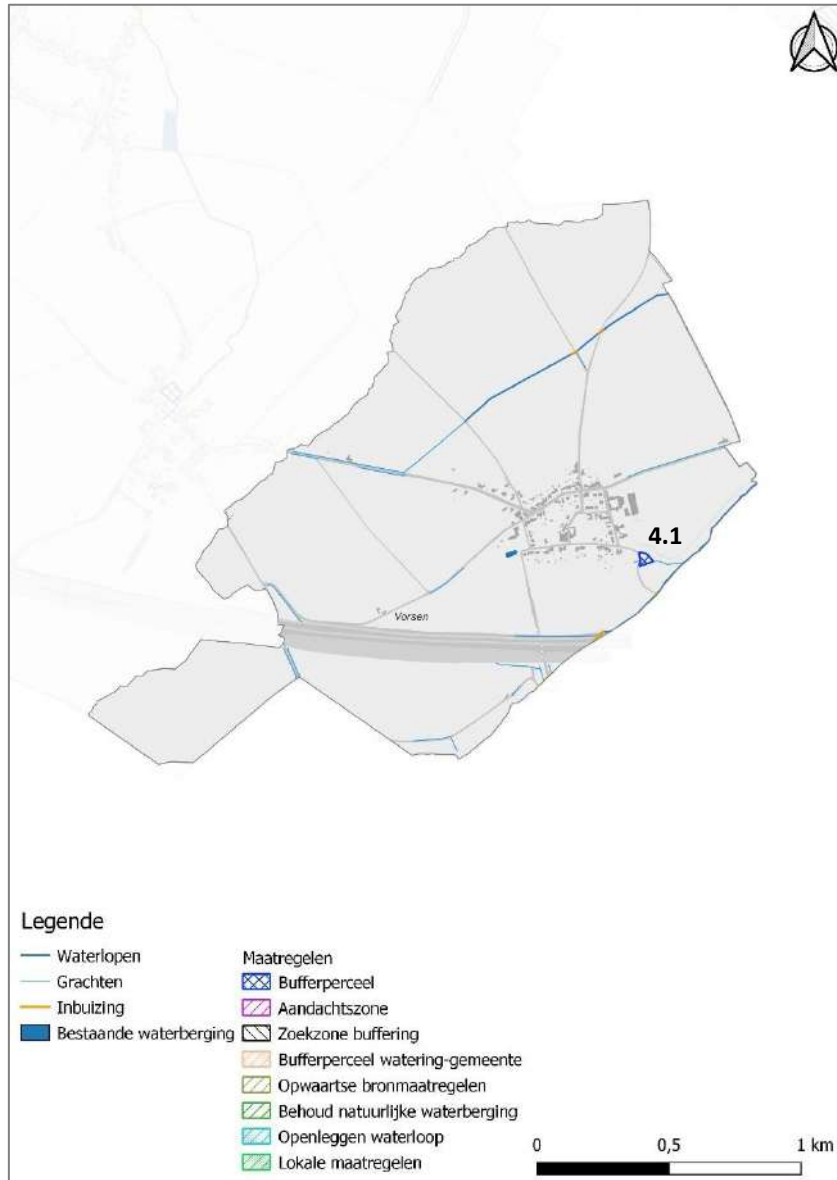 4.1
Vorsen
Legende
Waterlopen
Grachten
Inbuizing
Bestaande waterberging
Maatregelen
Bufferperceel
Aandachtszone
Zoekzone buffering
Bufferperceel watering-gemeente
Opwaartse bronmaatregelen
Behoud natuurlijke waterberging
Openleggen waterloop
Lokale maatregelen
0 0,5 1 km